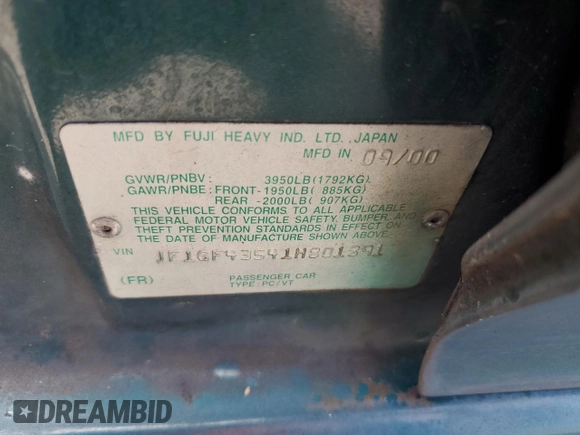 MFD BY FUJI HEAVY IND. LTD., JAPAN
MFD IN 09/00
GVWR/PNBV : 3950LB(1792KG)
GAWR/PNBE : FRONT-1950LB( 885KG)
REAR -2000LB( 907KG)
THIS VEHICLE CONFORMS TO ALL APPLICABLE
FEDERAL MOTOR VEHICLE SAFETY, BUMPER, AND
THEFT PREVENTION STANDARDS IN EFFECT ON
THE DATE OF MANUFACTURE SHOWN ABOVE.
VIN JF1GF43541H801391
(FR) PASSENGER CAR
TYPE : PC/VT
DREAMBID